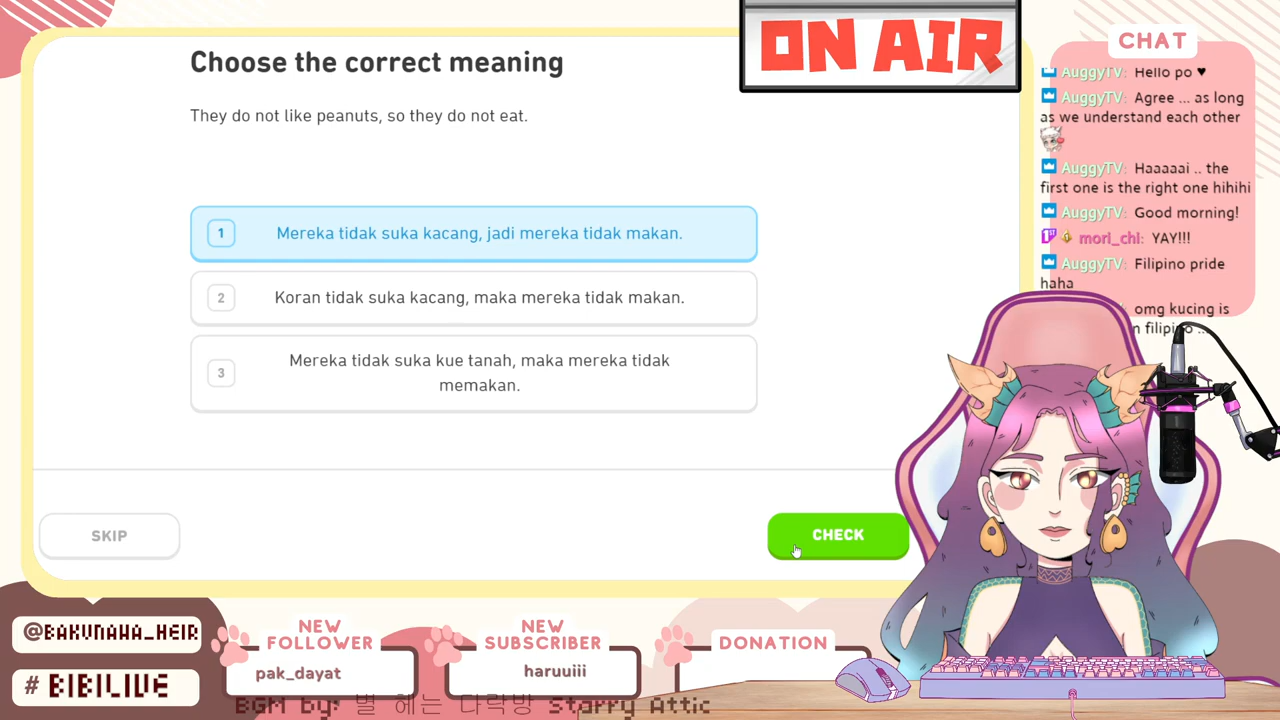 Choose the correct meaning
They do not like peanuts, so they do not eat.
1 Mereka tidak suka kacang, jadi mereka tidak makan.
2 Koran tidak suka kacang, maka mereka tidak makan.
3 Mereka tidak suka kue tanah, maka mereka tidak
memakan.
SKIP
CHECK
ON AIR
CHAT
AuggyTV: Hello po ♥
AuggyTV: Agree ... as long
as we understand each other
AuggyTV: Haaaaai .. the
first one is the right one hihihi
AuggyTV: Good morning!
mori_chi: YAY!!!
AuggyTV: Filipino pride
haha
omg kucing is
filipino
@BAKUNAWA_HEIR
# BIBILIVE
NEW
FOLLOWER
pak_dayat
NEW
SUBSCRIBER
haruuiii
DONATION
BGM by: 별 헤는 다락방 Starry Attic